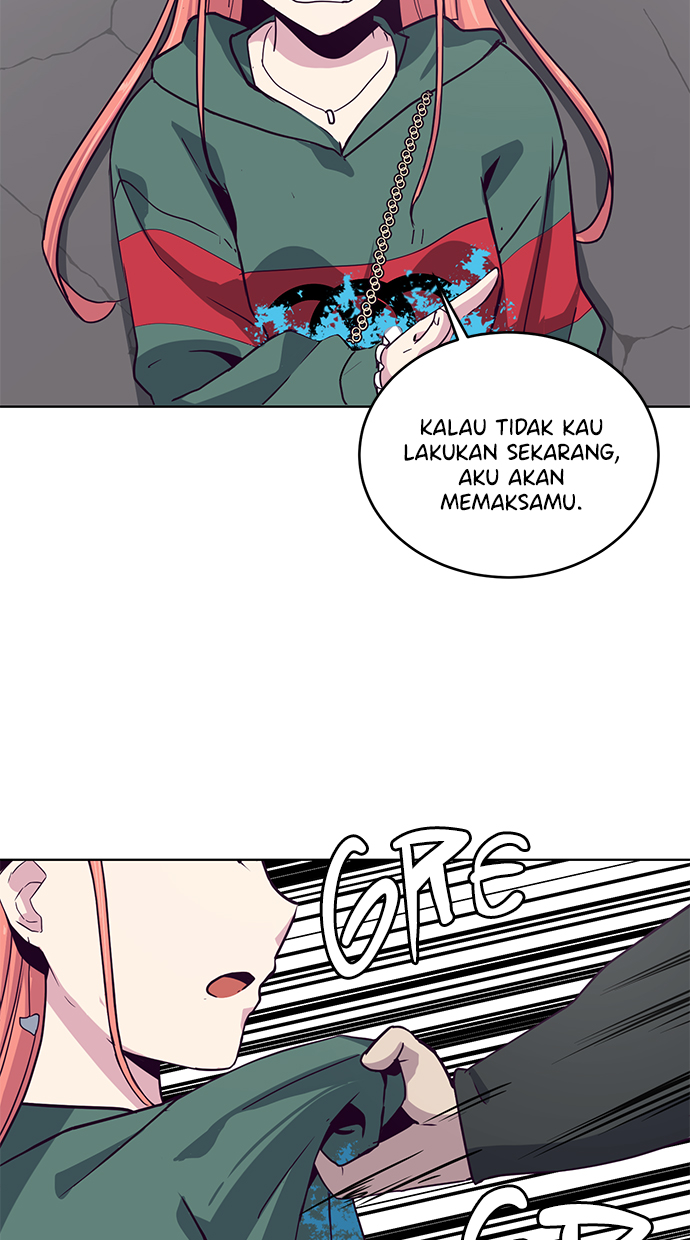 KALAU TIDAK KAU
LAKUKAN SEKARANG,
AKU AKAN
MEMAKSAMU.
GRE